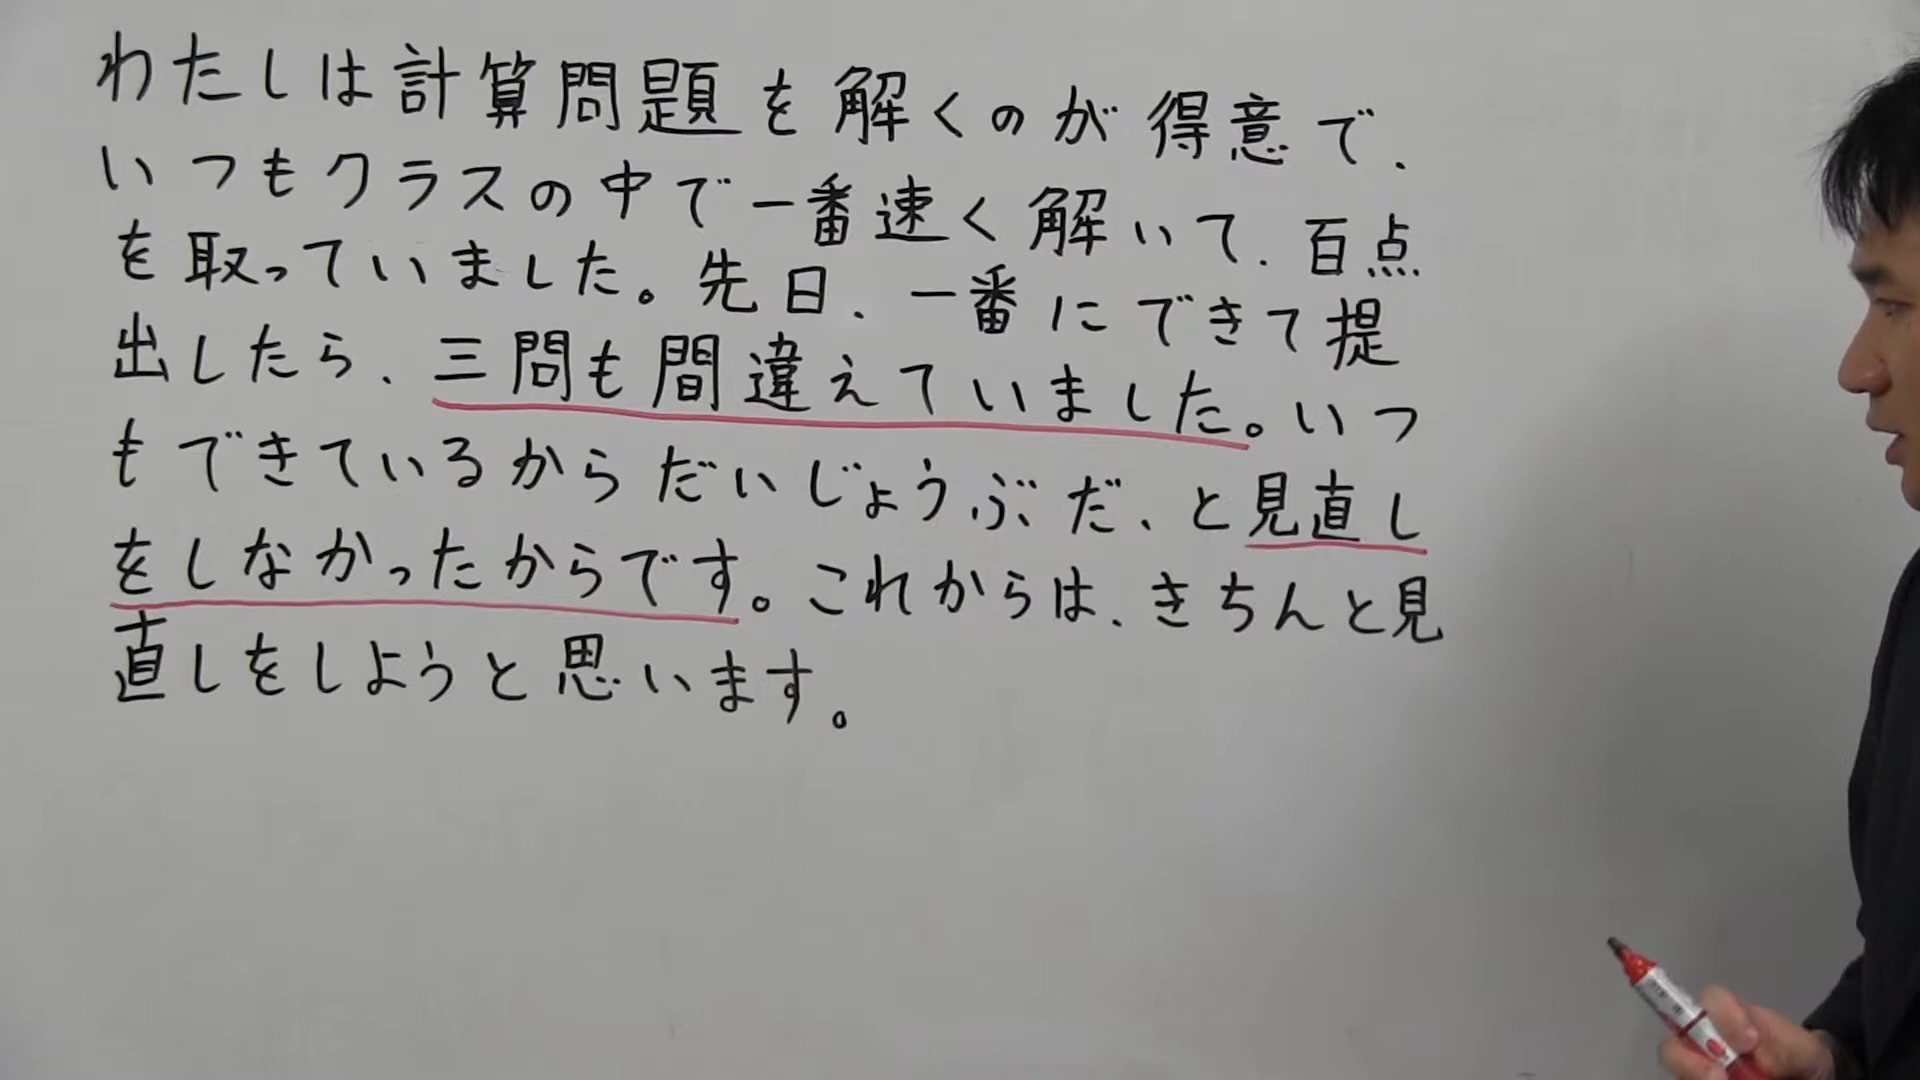 わたしは計算問題を解くのが得意で、
いつもクラスの中で一番速く解いて、百点
を取っていました。先日、一番にできて提
出したら、三問も間違えていました。いつ
もできているからだいじょうぶだ、と見直し
をしなかったからです。これからは、きちんと見
直しをしようと思います。